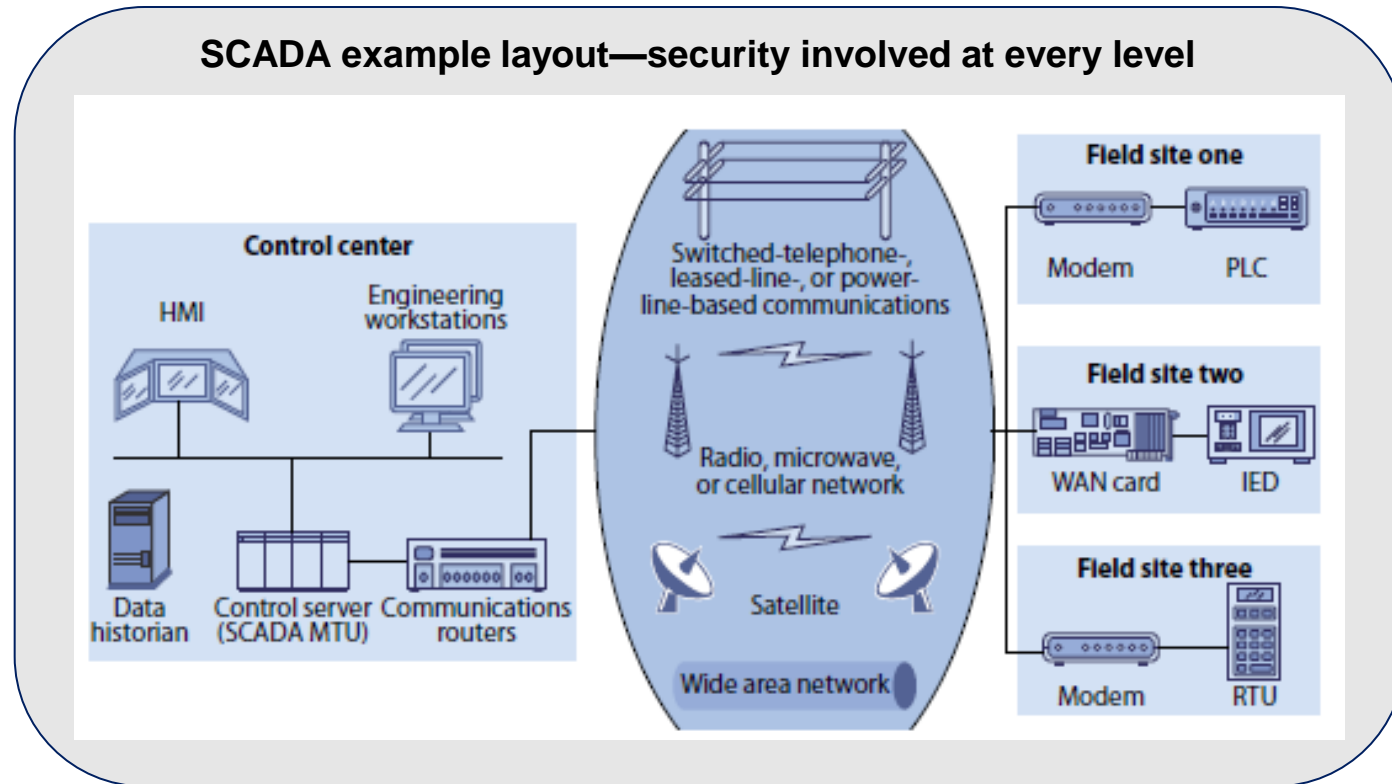 SCADA example layout—security involved at every level
Control center
HMI
Engineering
workstations
Data
historian
Control server
(SCADA MTU)
Communications
routers
Switched-telephone-,
leased-line-, or power-
line-based communications
Radio, microwave,
or cellular network
Satellite
Wide area network
Field site one
Modem
PLC
Field site two
WAN card
IED
Field site three
Modem
RTU